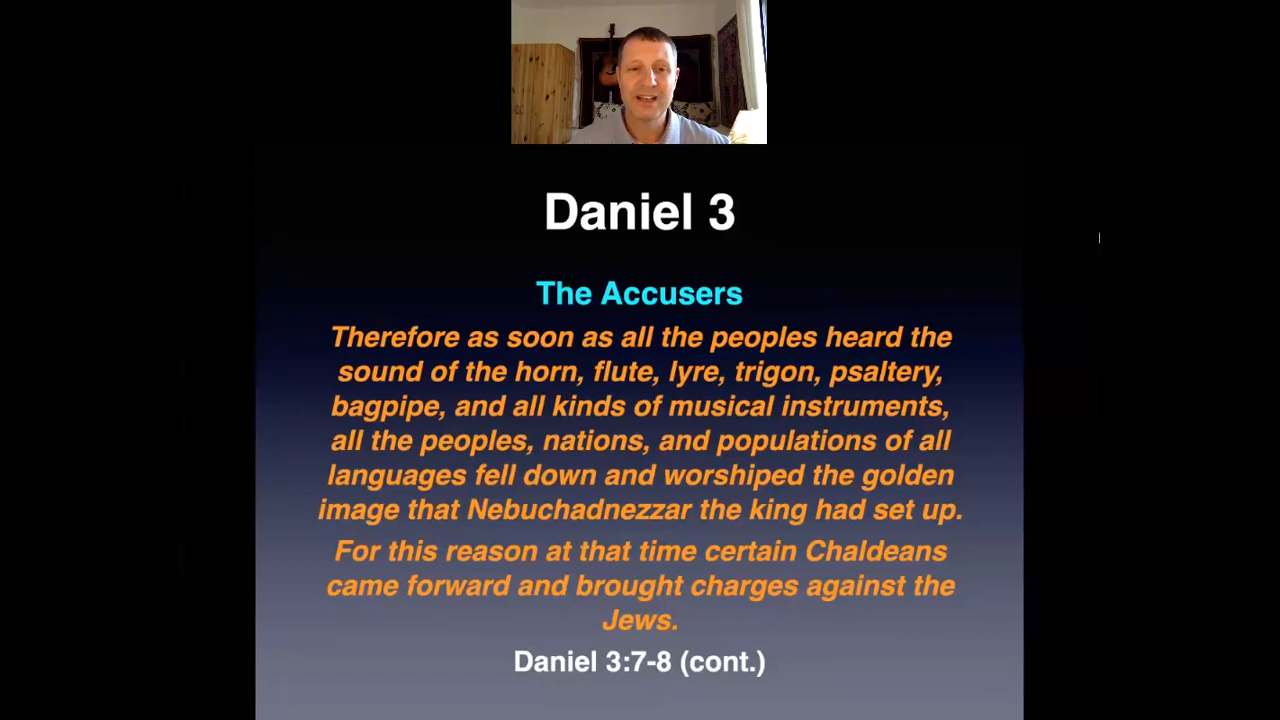 Daniel 3
The Accusers
Therefore as soon as all the peoples heard the
sound of the horn, flute, lyre, trigon, psaltery,
bagpipe, and all kinds of musical instruments,
all the peoples, nations, and populations of all
languages fell down and worshiped the golden
image that Nebuchadnezzar the king had set up.
For this reason at that time certain Chaldeans
came forward and brought charges against the
Jews.
Daniel 3:7-8 (cont.)